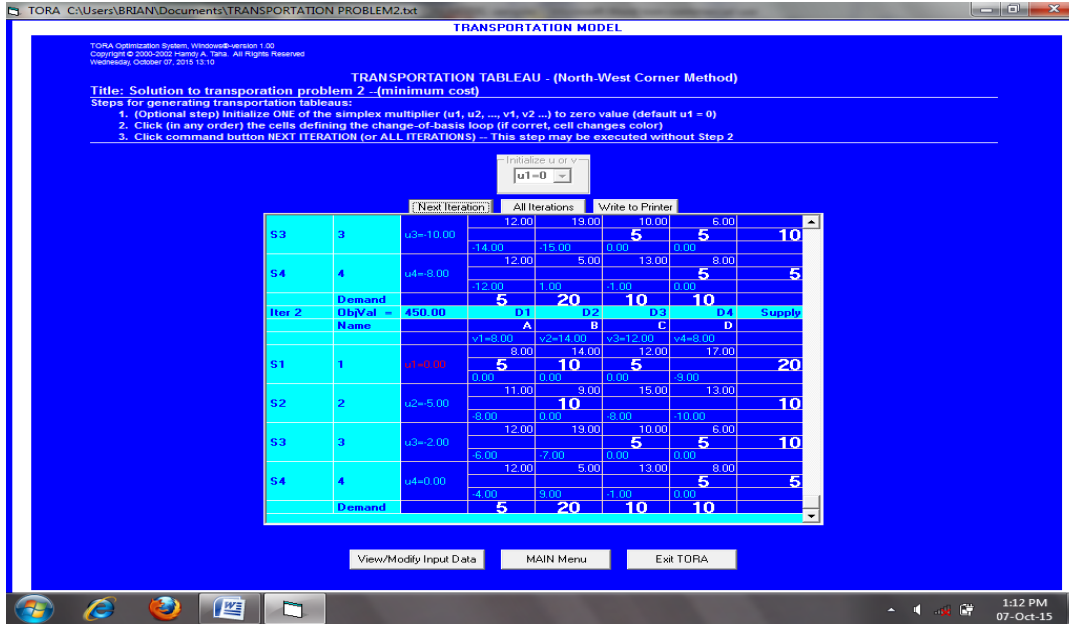 TORA C:\Users\BRIAN\Documents\TRANSPORTATION PROBLEM2.txt
TRANSPORTATION MODEL
TORA Optimization System, Windows®-version 1.00
Copyright © 2000-2002 Hamdy A. Taha. All Rights Reserved
Wednesday, October 07, 2015 13:10
TRANSPORTATION TABLEAU - (North-West Corner Method)
Title: Solution to transporation problem 2 --(minimum cost)
Steps for generating transportation tableaus:
1. (Optional step) Initialize ONE of the simplex multiplier (u1, u2, ..., v1, v2 ...) to zero value (default u1 = 0)
2. Click (in any order) the cells defining the change-of-basis loop (if corret, cell changes color)
3. Click command button NEXT ITERATION (or ALL ITERATIONS) -- This step may be executed without Step 2
Initialize u or v
u1=0
Next Iteration All Iterations Write to Printer
12.00 19.00 10.00 6.00
S3 3 u3=-10.00 5 5 10
-14.00 -15.00 0.00 0.00
12.00 5.00 13.00 8.00
S4 4 u4=-8.00 5 5
-12.00 1.00 -1.00 0.00
Demand 5 20 10 10
Iter 2 ObjVal = 450.00 D1 D2 D3 D4 Supply
Name A B C D
v1=8.00 v2=14.00 v3=12.00 v4=8.00
8.00 14.00 12.00 17.00
S1 1 u1=0.00 5 10 5 20
0.00 0.00 0.00 -9.00
11.00 9.00 15.00 13.00
S2 2 u2=-5.00 10 10
-8.00 0.00 -8.00 -10.00
12.00 19.00 10.00 6.00
S3 3 u3=-2.00 5 5 10
-6.00 -7.00 0.00 0.00
12.00 5.00 13.00 8.00
S4 4 u4=0.00 5 5
-4.00 9.00 -1.00 0.00
Demand 5 20 10 10
View/Modify Input Data MAIN Menu Exit TORA
1:12 PM
07-Oct-15